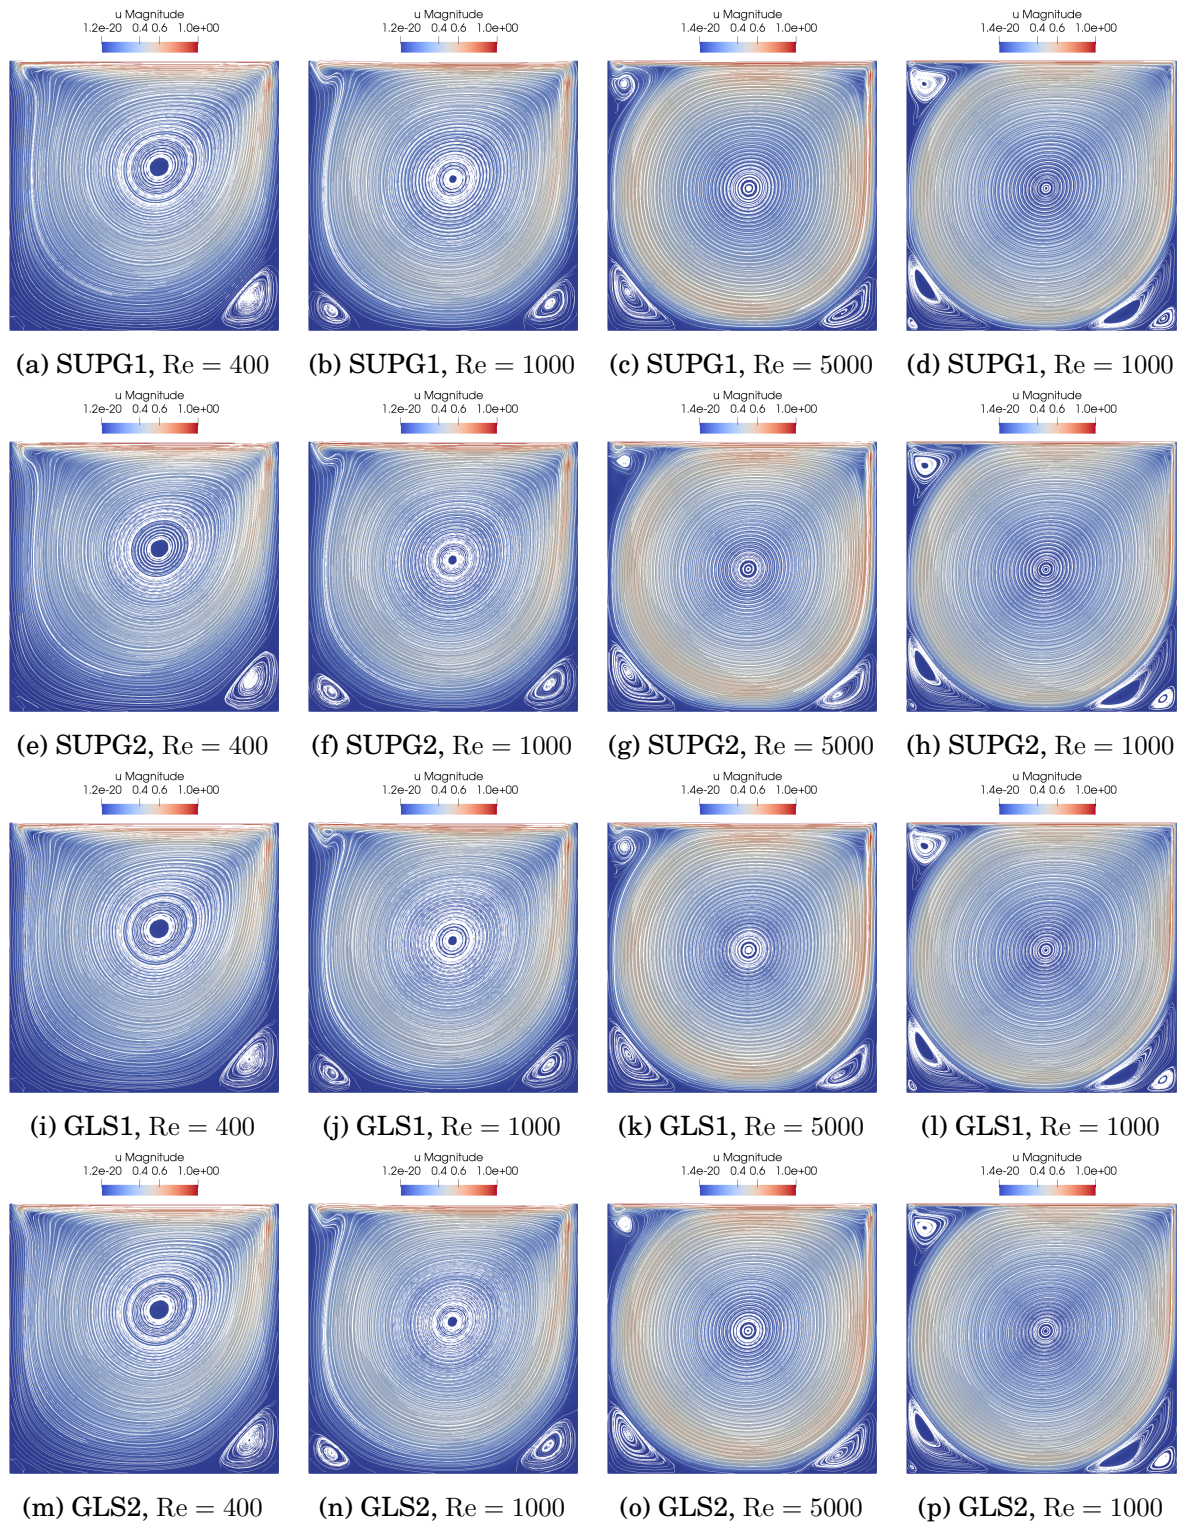 u Magnitude u Magnitude u Magnitude u Magnitude
1.2e-20 0.4 0.6 1.0e+00 1.2e-20 0.4 0.6 1.0e+00 1.4e-20 0.4 0.6 1.0e+00 1.4e-20 0.4 0.6 1.0e+00
(a) SUPG1, Re = 400 (b) SUPG1, Re = 1000 (c) SUPG1, Re = 5000 (d) SUPG1, Re = 1000
u Magnitude u Magnitude u Magnitude u Magnitude
1.2e-20 0.4 0.6 1.0e+00 1.2e-20 0.4 0.6 1.0e+00 1.4e-20 0.4 0.6 1.0e+00 1.4e-20 0.4 0.6 1.0e+00
(e) SUPG2, Re = 400 (f) SUPG2, Re = 1000 (g) SUPG2, Re = 5000 (h) SUPG2, Re = 1000
u Magnitude u Magnitude u Magnitude u Magnitude
1.2e-20 0.4 0.6 1.0e+00 1.2e-20 0.4 0.6 1.0e+00 1.4e-20 0.4 0.6 1.0e+00 1.4e-20 0.4 0.6 1.0e+00
(i) GLS1, Re = 400 (j) GLS1, Re = 1000 (k) GLS1, Re = 5000 (l) GLS1, Re = 1000
u Magnitude u Magnitude u Magnitude u Magnitude
1.2e-20 0.4 0.6 1.0e+00 1.2e-20 0.4 0.6 1.0e+00 1.4e-20 0.4 0.6 1.0e+00 1.4e-20 0.4 0.6 1.0e+00
(m) GLS2, Re = 400 (n) GLS2, Re = 1000 (o) GLS2, Re = 5000 (p) GLS2, Re = 1000